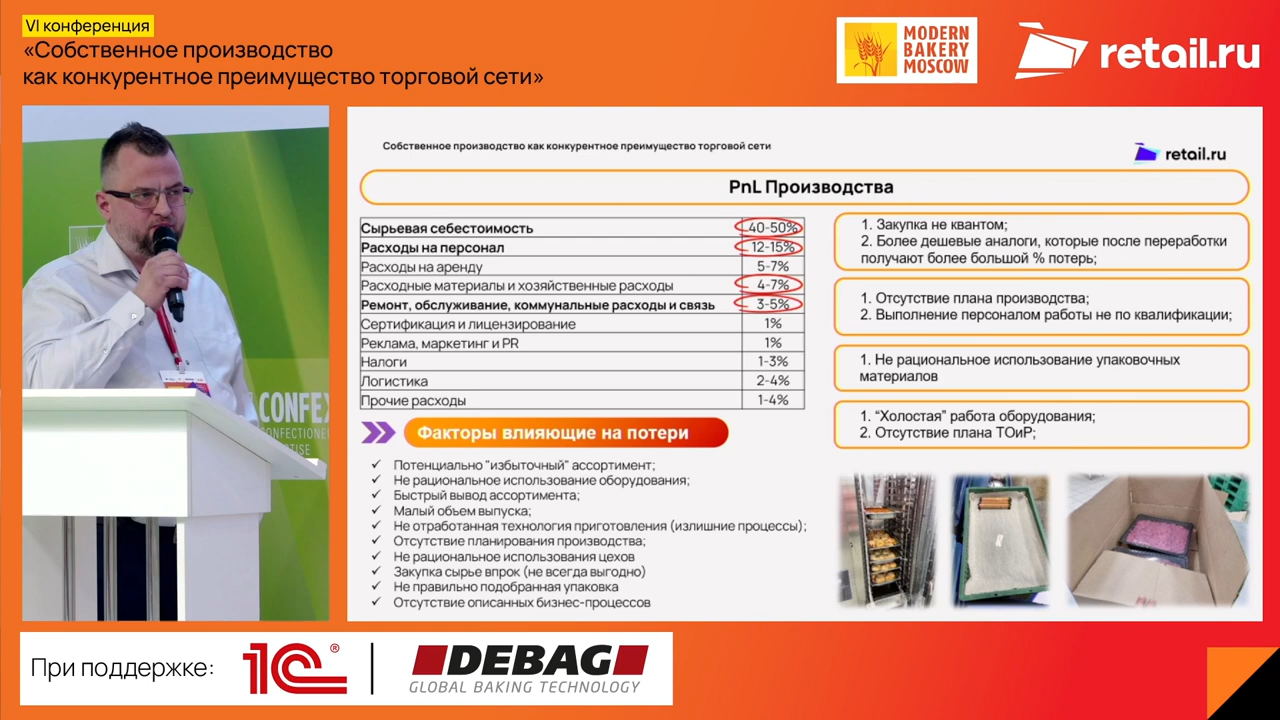 VI конференция
«Собственное производство
как конкурентное преимущество торговой сети»
MODERN
BAKERY
MOSCOW
retail.ru
CONFEX
CONFECTIONE
Собственное производство как конкурентное преимущество торговой сети
retail.ru
PnL Производства
Сырьевая себестоимость 40-50%
Расходы на персонал 12-15%
Расходы на аренду 5-7%
Расходные материалы и хозяйственные расходы 4-7%
Ремонт, обслуживание, коммунальные расходы и связь 3-5%
Сертификация и лицензирование 1%
Реклама, маркетинг и PR 1%
Налоги 1-3%
Логистика 2-4%
Прочие расходы 1-4%
1. Закупка не квантом;
2. Более дешевые аналоги, которые после переработки
получают более большой % потерь;
1. Отсутствие плана производства;
2. Выполнение персоналом работы не по квалификации;
1. Не рациональное использование упаковочных
материалов
1. “Холостая” работа оборудования;
2. Отсутствие плана ТОиР;
Факторы влияющие на потери
✓ Потенциально "избыточный" ассортимент;
✓ Не рациональное использование оборудования;
✓ Быстрый вывод ассортимента;
✓ Малый объем выпуска;
✓ Не отработанная технология приготовления (излишние процессы);
✓ Отсутствие планирования производства;
✓ Не рациональное использования цехов
✓ Закупка сырье впрок (не всегда выгодно)
✓ Не правильно подобранная упаковка
✓ Отсутствие описанных бизнес-процессов
При поддержке:
1С®
DEBAG
GLOBAL BAKING TECHNOLOGY